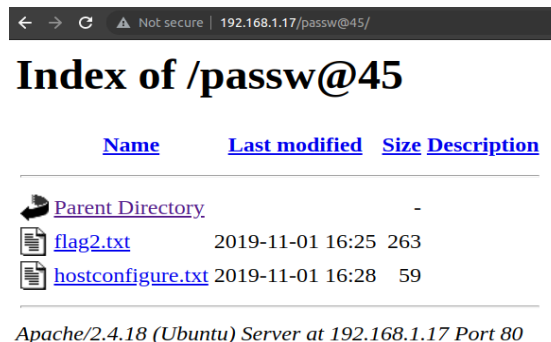 Not secure | 192.168.1.17/passw@45/
Index of /passw@45
Name Last modified Size Description
Parent Directory -
flag2.txt 2019-11-01 16:25 263
hostconfigure.txt 2019-11-01 16:28 59
Apache/2.4.18 (Ubuntu) Server at 192.168.1.17 Port 80